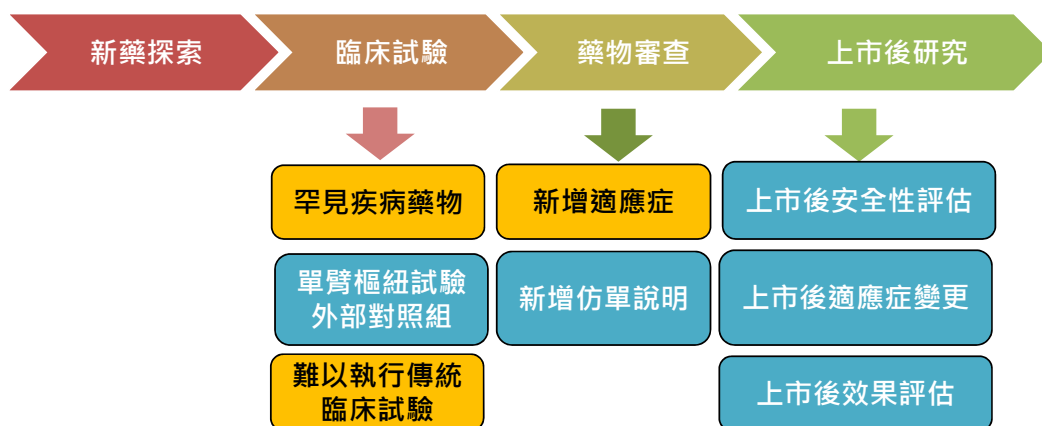 新藥探索
臨床試驗
藥物審查
上市後研究
罕見疾病藥物
新增適應症
上市後安全性評估
單臂樞紐試驗
外部對照組
新增仿單說明
上市後適應症變更
難以執行傳統
臨床試驗
上市後效果評估